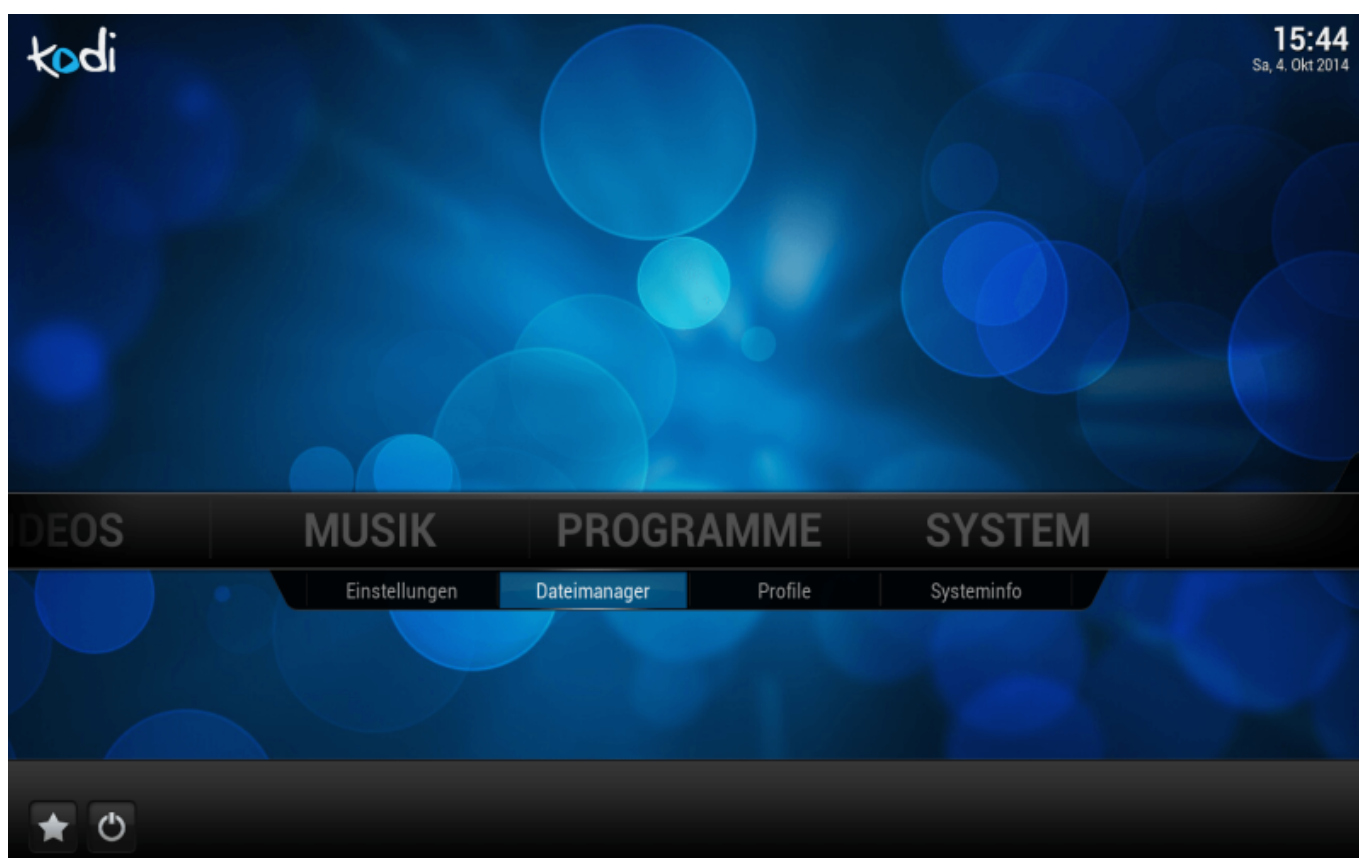 kodi
15:44
Sa, 4. Okt 2014
DEOS MUSIK PROGRAMME SYSTEM
Einstellungen Dateimanager Profile Systeminfo